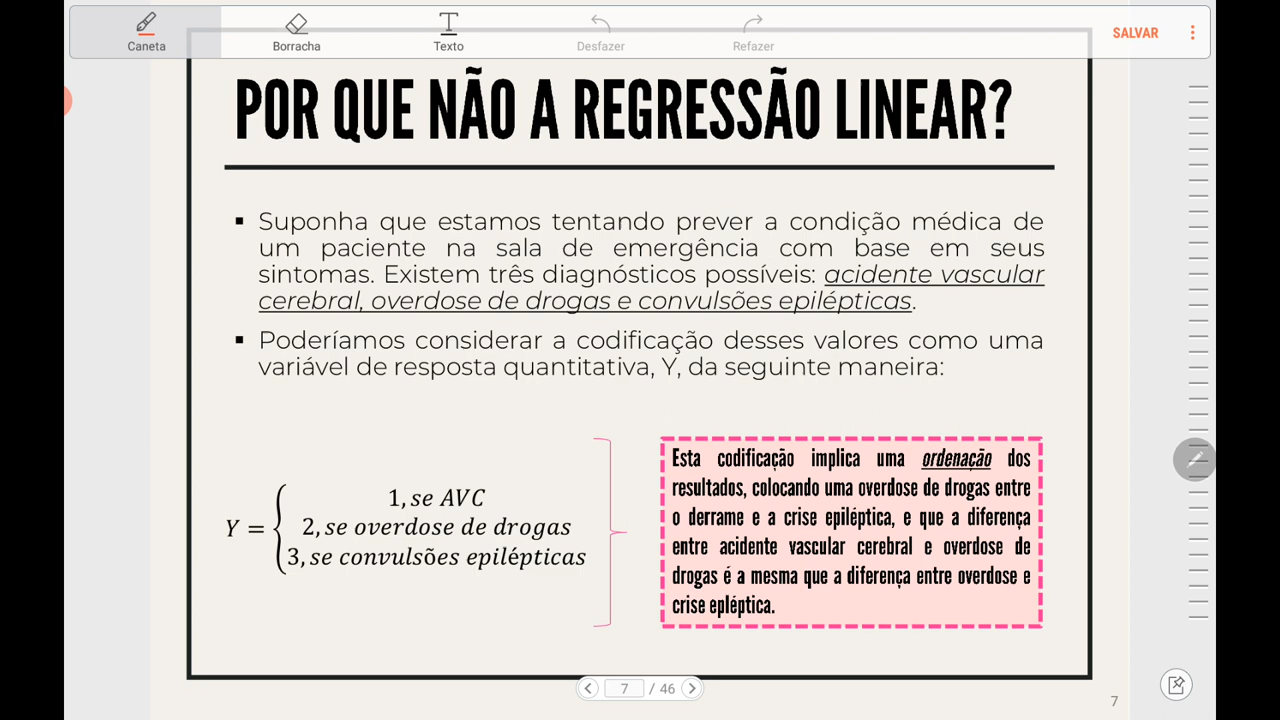 Caneta
Borracha
Texto
Desfazer
Refazer
SALVAR
POR QUE NÃO A REGRESSÃO LINEAR?
▪ Suponha que estamos tentando prever a condição médica de
um paciente na sala de emergência com base em seus
sintomas. Existem três diagnósticos possíveis: acidente vascular
cerebral, overdose de drogas e convulsões epilépticas.
▪ Poderíamos considerar a codificação desses valores como uma
variável de resposta quantitativa, Y, da seguinte maneira:
1, se AVC
Y = { 2, se overdose de drogas
3, se convulsões epilépticas
Esta codificação implica uma ordenação dos
resultados, colocando uma overdose de drogas entre
o derrame e a crise epiléptica, e que a diferença
entre acidente vascular cerebral e overdose de
drogas é a mesma que a diferença entre overdose e
crise epléptica.
7 / 46
7